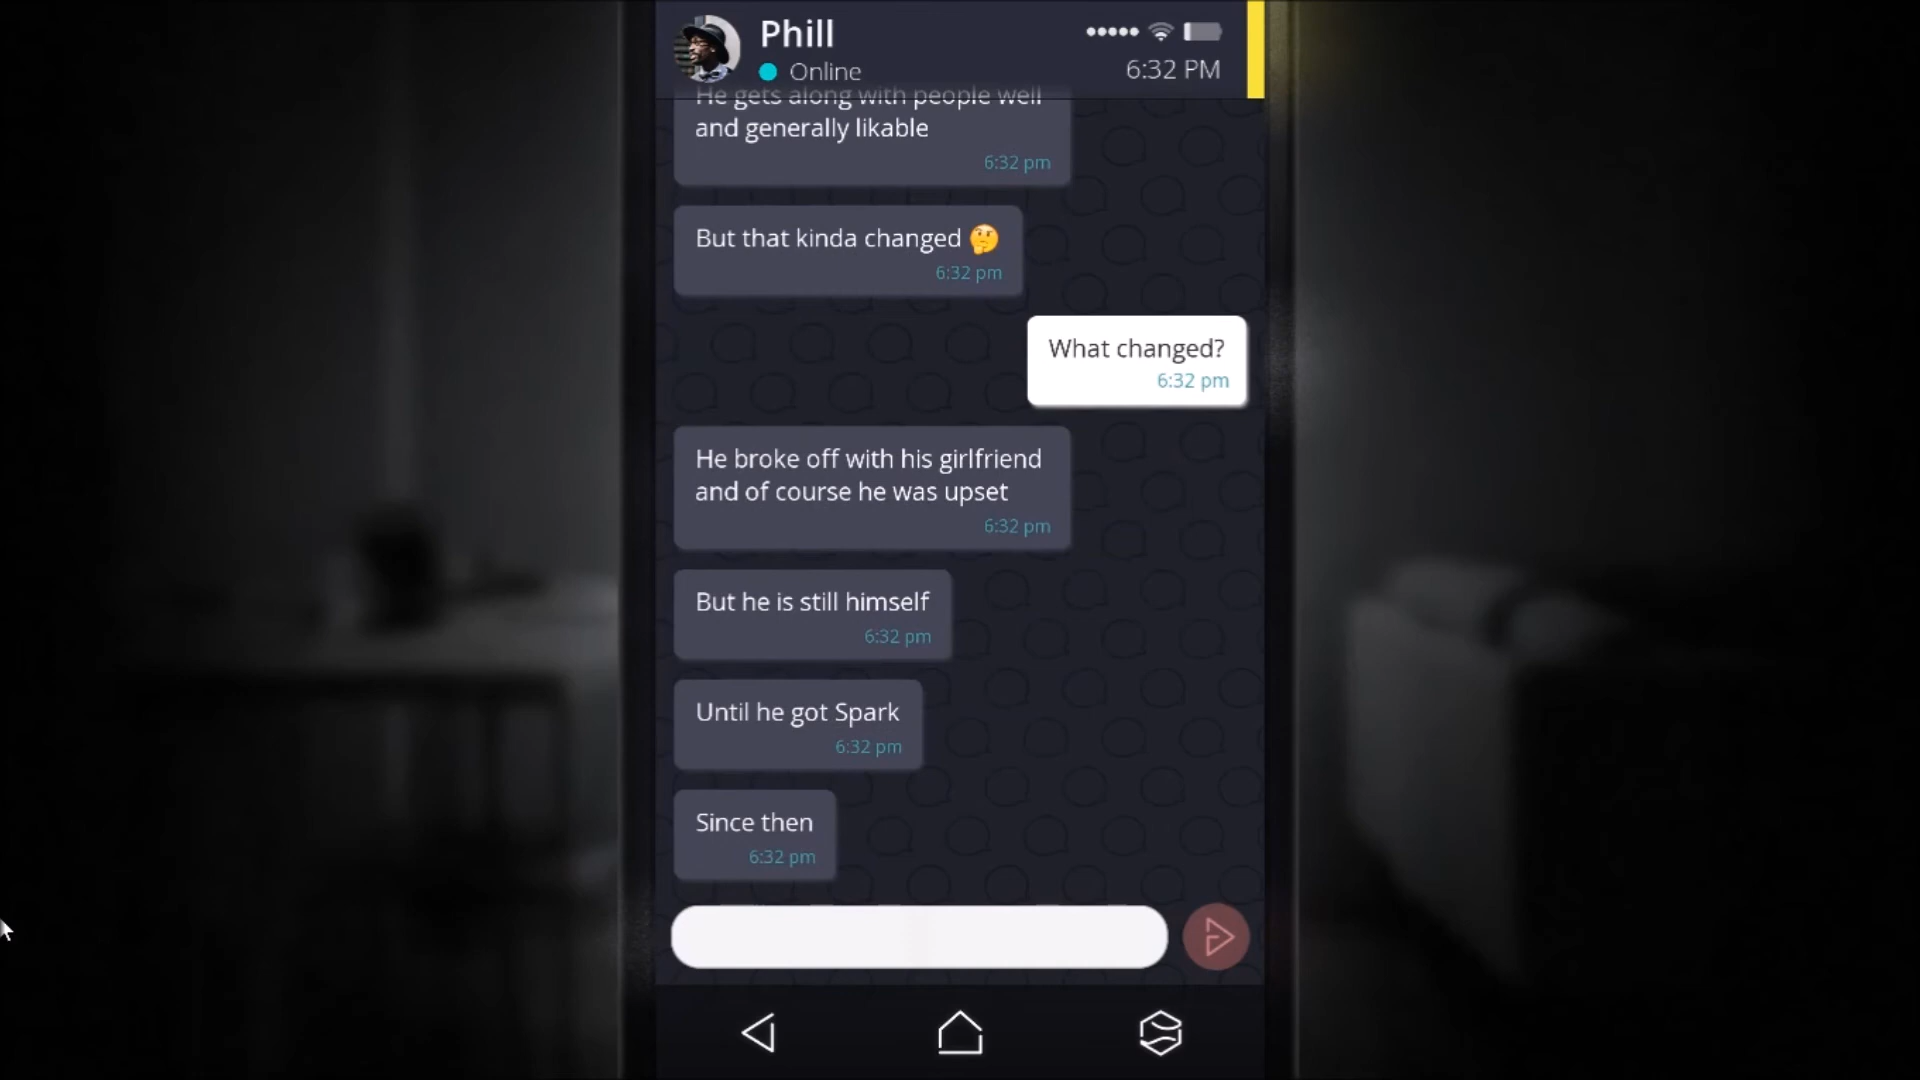 Phill
Online
6:32 PM
He gets along with people well
and generally likable
6:32 pm
But that kinda changed 🤔
6:32 pm
What changed?
6:32 pm
He broke off with his girlfriend
and of course he was upset
6:32 pm
But he is still himself
6:32 pm
Until he got Spark
6:32 pm
Since then
6:32 pm